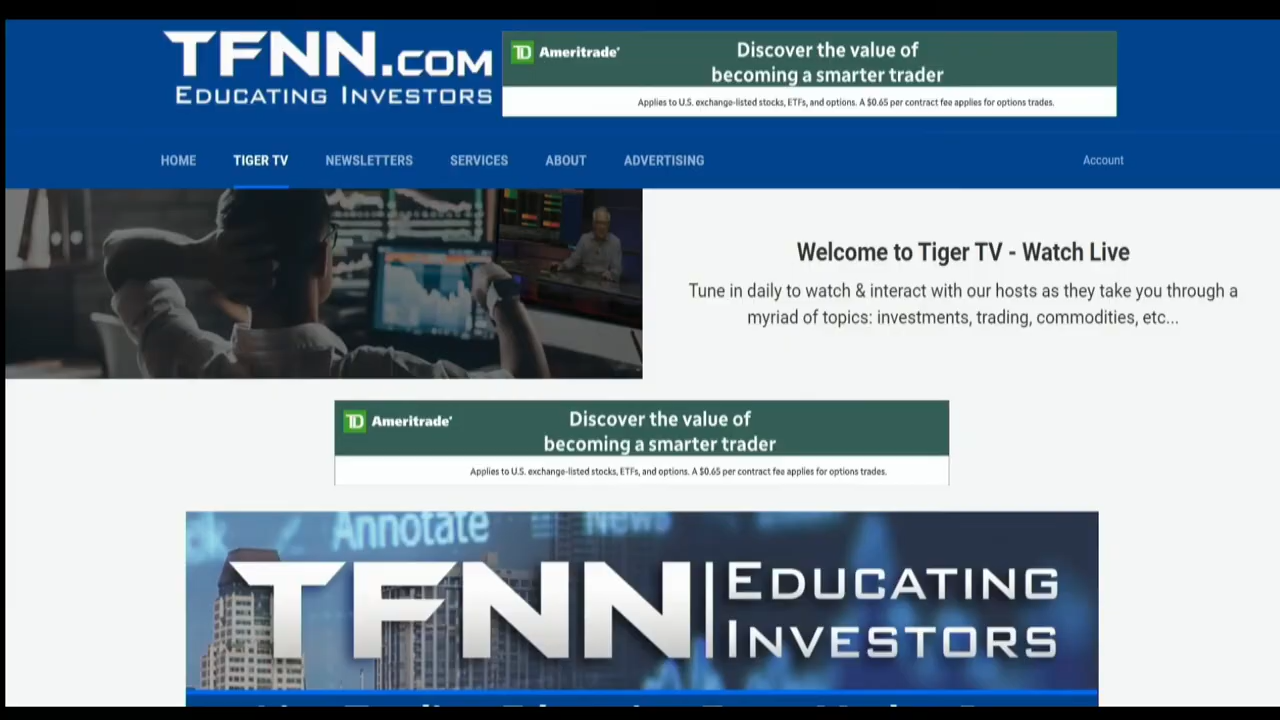 TFNN.COM
EDUCATING INVESTORS
TD Ameritrade
Discover the value of
becoming a smarter trader
Applies to U.S. exchange-listed stocks, ETFs, and options. A $0.65 per contract fee applies for options trades.
HOME TIGER TV NEWSLETTERS SERVICES ABOUT ADVERTISING Account
Welcome to Tiger TV - Watch Live
Tune in daily to watch & interact with our hosts as they take you through a
myriad of topics: investments, trading, commodities, etc...
TD Ameritrade
Discover the value of
becoming a smarter trader
Applies to U.S. exchange-listed stocks, ETFs, and options. A $0.65 per contract fee applies for options trades.
Annotate News
TFNN EDUCATING
INVESTORS